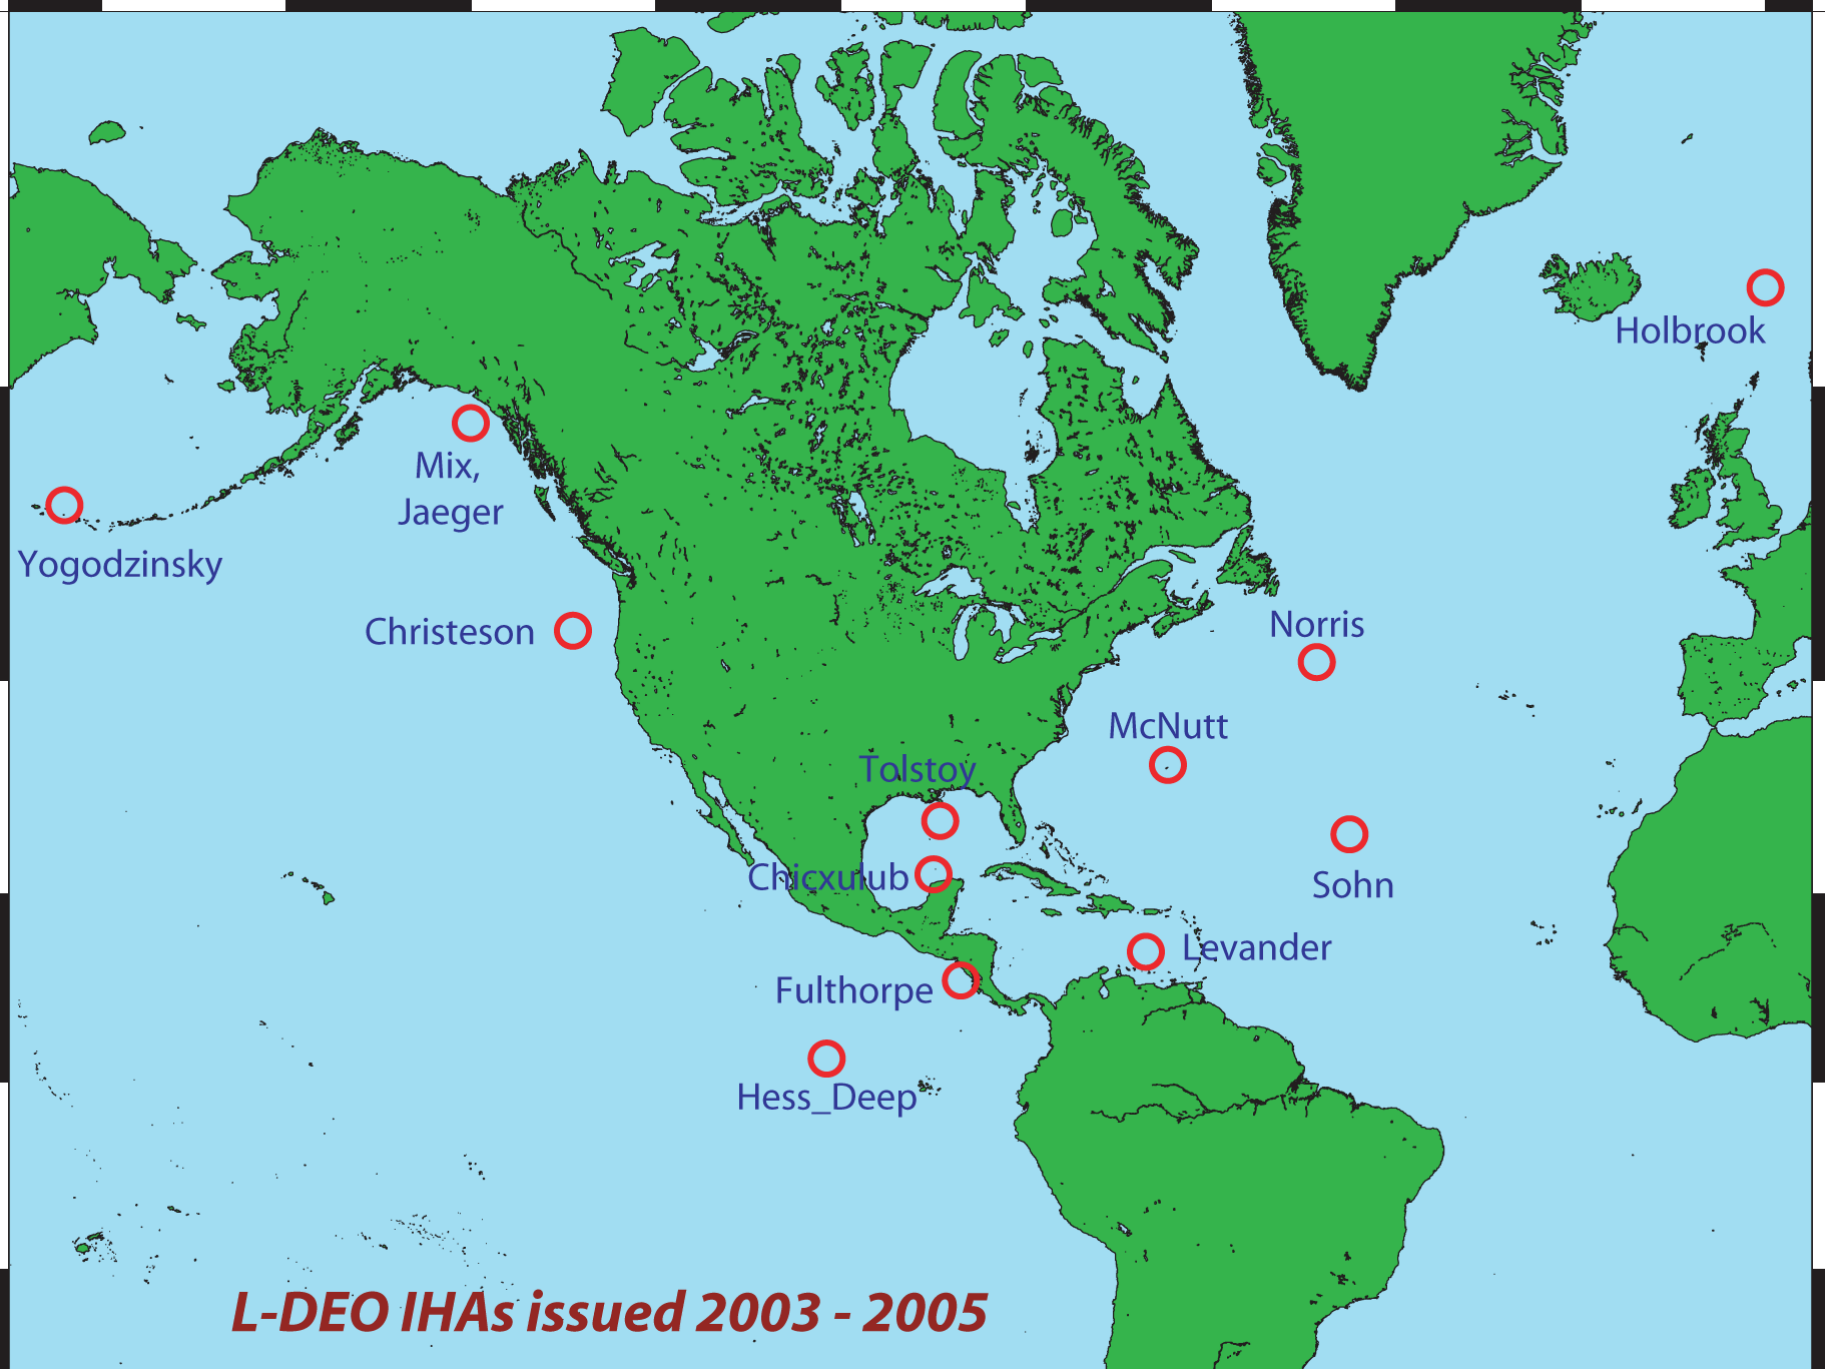 Holbrook
Mix,
Jaeger
Yogodzinsky
Christeson
Norris
McNutt
Tolstoy
Chicxulub
Sohn
Levander
Fulthorpe
Hess_Deep
L-DEO IHAs issued 2003 - 2005